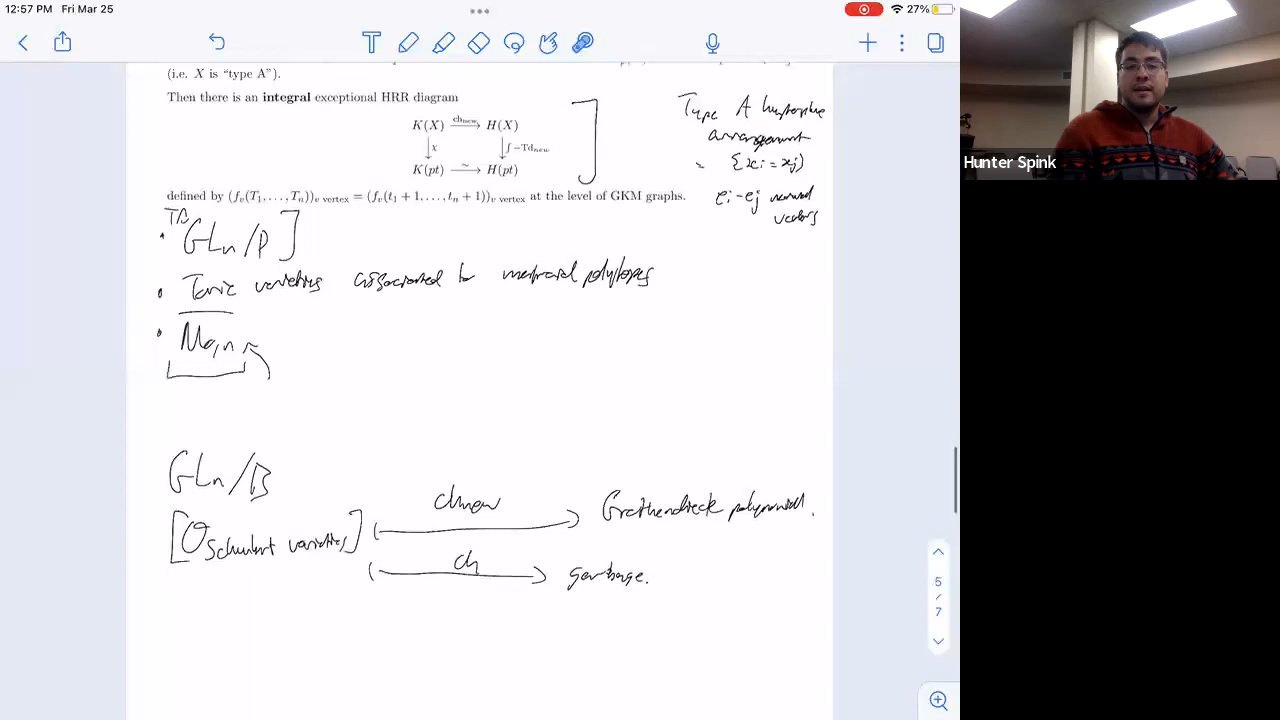 12:57 PM Fri Mar 25
27%
(i.e. X is “type A”).
Then there is an integral exceptional HRR diagram
K(X) ch_new → H(X)
↓χ ↓∫−Td_new
K(pt) ∼ → H(pt)
defined by (f_v(T_1, . . . , T_n))_v vertex = (f_v(t_1 + 1, . . . , t_n + 1))_v vertex at the level of GKM graphs.
Type A hyperplane
arrangement
{x_i = x_j}
e_i - e_j normal
vectors
• GL_n/P ]
• Toric varieties associated to matroid polytopes
• M_0,n
GL_n/B
[O_Schubert varieties] chnew → Grothendieck polynomial.
ch → garbage.
5
/
7
Hunter Spink